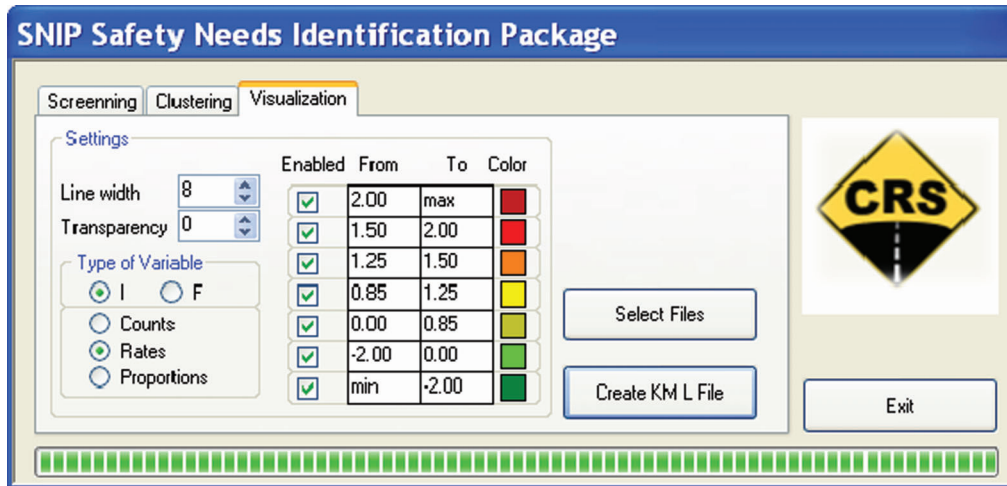 SNIP Safety Needs Identification Package
Screenning Clustering Visualization
Settings
Enabled From To Color
Line width 8
Transparency 0
Type of Variable
I F
Counts
Rates
Proportions
2.00 max
1.50 2.00
1.25 1.50
0.85 1.25
0.00 0.85
-2.00 0.00
min -2.00
Select Files
Create KM L File
CRS
Exit